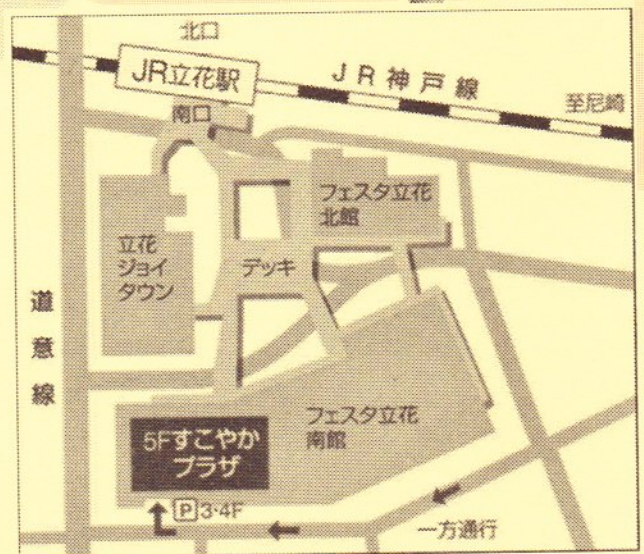 北口
JR立花駅
JR神戸線
至尼崎
南口
フェスタ立花
北館
立花
ジョイ
タウン
デッキ
道意線
フェスタ立花
南館
5Fすこやか
プラザ
P3·4F
一方通行